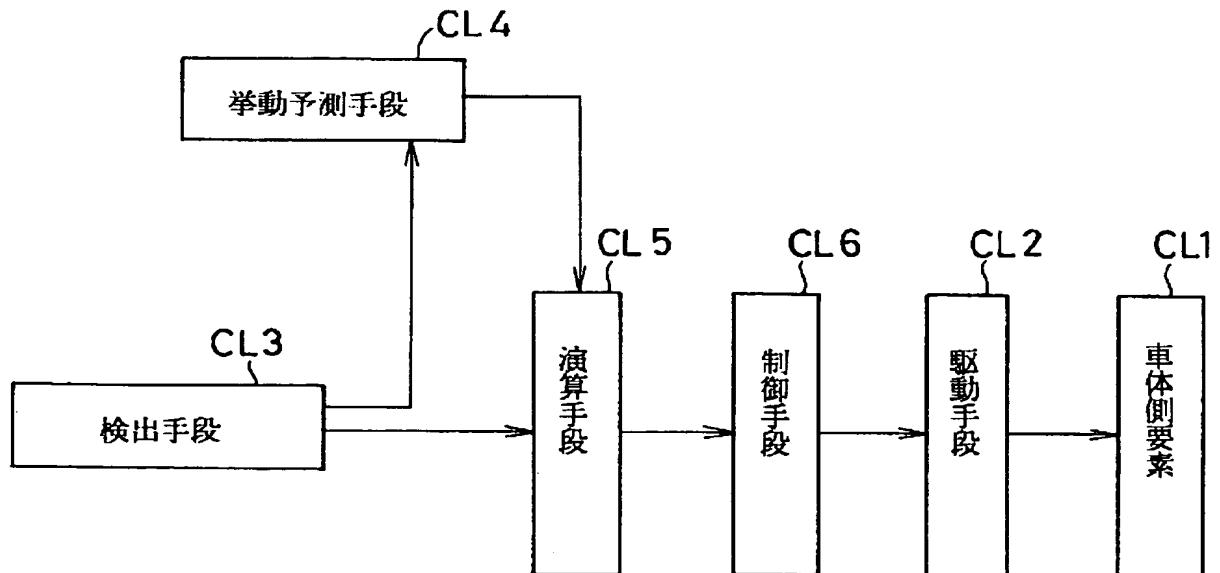 CL4
挙動予測手段
CL5
CL6
CL2
CL1
CL3
検出手段
演算手段
制御手段
駆動手段
車体側要素